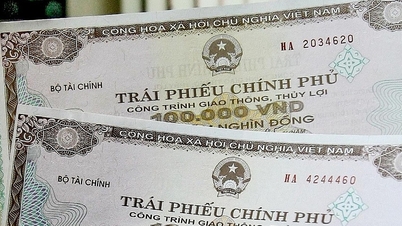 CỘNG HÒA XÃ HỘI CHỦ NGHĨA VIỆT NAM
HA 2034620
BỘ TÀI CHÍNH
TRÁI PHIẾU CHÍNH PHỦ
CÔNG TRÌNH GIAO THÔNG, THỦY LỢI
100.000 VND
NGHÌN ĐỒNG
CỘNG HÒA XÃ HỘI CHỦ NGHĨA VIỆT NAM
HA 4244460
BỘ TÀI CHÍNH
TRÁI PHIẾU CHÍNH PHỦ
CÔNG TRÌNH GIAO THÔNG, THỦY LỢI